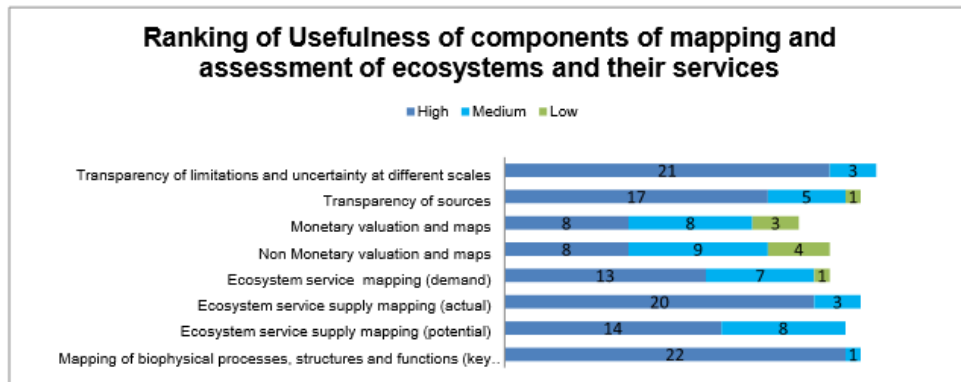 Ranking of Usefulness of components of mapping and
assessment of ecosystems and their services
High Medium Low
Transparency of limitations and uncertainty at different scales 21 3
Transparency of sources 17 5 1
Monetary valuation and maps 8 8 3
Non Monetary valuation and maps 8 9 4
Ecosystem service mapping (demand) 13 7 1
Ecosystem service supply mapping (actual) 20 3
Ecosystem service supply mapping (potential) 14 8
Mapping of biophysical processes, structures and functions (key.. 22 1